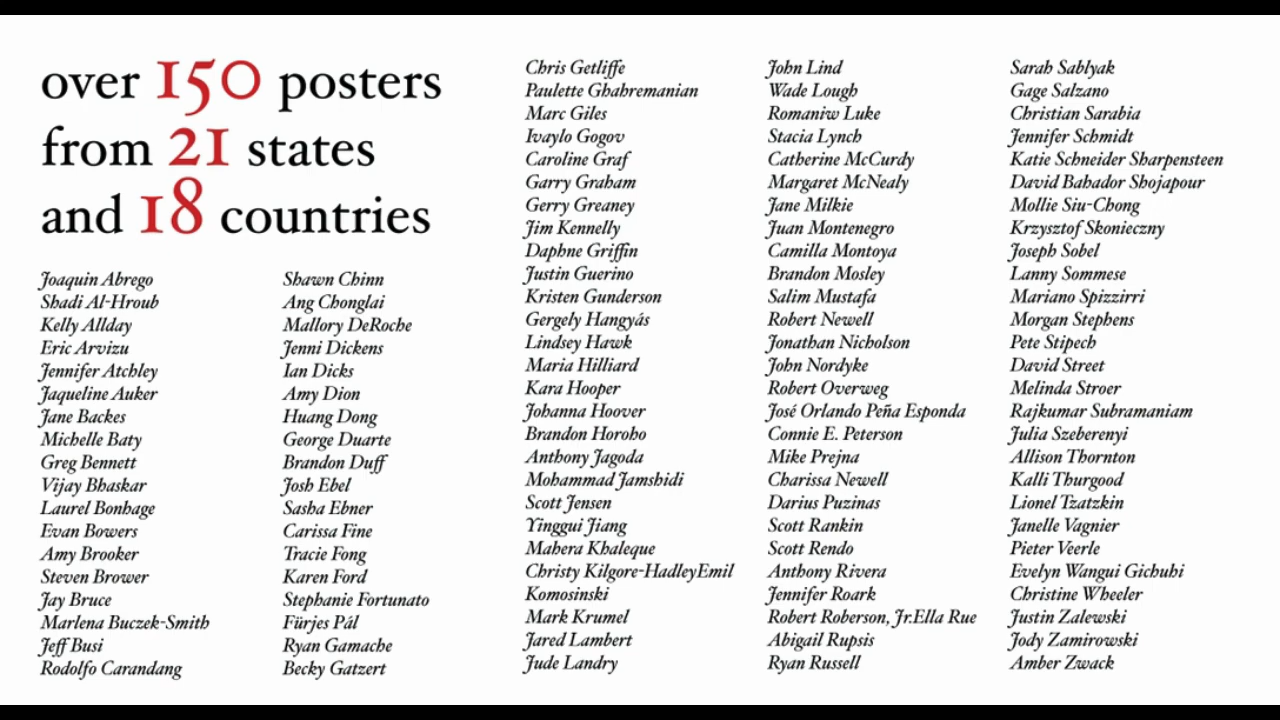 over 150 posters
from 21 states
and 18 countries
Joaquin Abrego
Shadi Al-Hroub
Kelly Allday
Eric Arvizu
Jennifer Atchley
Jaqueline Auker
Jane Backes
Michelle Baty
Greg Bennett
Vijay Bhaskar
Laurel Bonhage
Evan Bowers
Amy Brooker
Steven Brower
Jay Bruce
Marlena Buczek-Smith
Jeff Busi
Rodolfo Carandang
Shawn Chinn
Ang Chonglai
Mallory DeRoche
Jenni Dickens
Ian Dicks
Amy Dion
Huang Dong
George Duarte
Brandon Duff
Josh Ebel
Sasha Ebner
Carissa Fine
Tracie Fong
Karen Ford
Stephanie Fortunato
Fürjes Pál
Ryan Gamache
Becky Gatzert
Chris Getliffe
Paulette Ghahremanian
Marc Giles
Ivaylo Gogov
Caroline Graf
Garry Graham
Gerry Greaney
Jim Kennelly
Daphne Griffin
Justin Guerino
Kristen Gunderson
Gergely Hangyás
Lindsey Hawk
Maria Hilliard
Kara Hooper
Johanna Hoover
Brandon Horoho
Anthony Jagoda
Mohammad Jamshidi
Scott Jensen
Yinggui Jiang
Mahera Khaleque
Christy Kilgore-HadleyEmil
Komosinski
Mark Krumel
Jared Lambert
Jude Landry
John Lind
Wade Lough
Romaniw Luke
Stacia Lynch
Catherine McCurdy
Margaret McNealy
Jane Milkie
Juan Montenegro
Camilla Montoya
Brandon Mosley
Salim Mustafa
Robert Newell
Jonathan Nicholson
John Nordyke
Robert Overweg
José Orlando Peña Esponda
Connie E. Peterson
Mike Prejna
Charissa Newell
Darius Puzinas
Scott Rankin
Scott Rendo
Anthony Rivera
Jennifer Roark
Robert Roberson, Jr.Ella Rue
Abigail Rupsis
Ryan Russell
Sarah Sablyak
Gage Salzano
Christian Sarabia
Jennifer Schmidt
Katie Schneider Sharpensteen
David Bahador Shojapour
Mollie Siu-Chong
Krzysztof Skonieczny
Joseph Sobel
Lanny Sommese
Mariano Spizzirri
Morgan Stephens
Pete Stipech
David Street
Melinda Stroer
Rajkumar Subramaniam
Julia Szeberenyi
Allison Thornton
Kalli Thurgood
Lionel Tzatzkin
Janelle Vagnier
Pieter Veerle
Evelyn Wangui Gichuhi
Christine Wheeler
Justin Zalewski
Jody Zamirowski
Amber Zwack